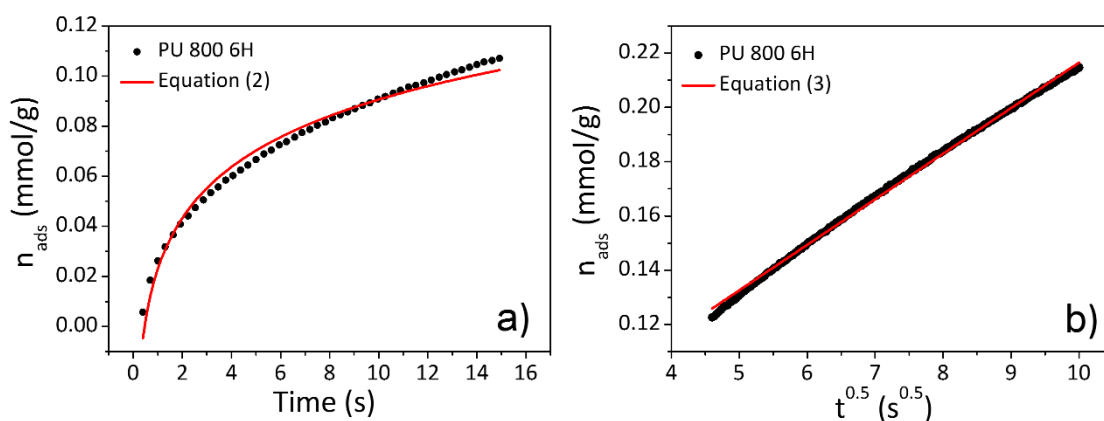 0.12
0.10
0.08
0.06
0.04
0.02
0.00
n_ads (mmol/g)
PU 800 6H
Equation (2)
a)
0 2 4 6 8 10 12 14 16
Time (s)
0.22
0.20
0.18
0.16
0.14
0.12
n_ads (mmol/g)
PU 800 6H
Equation (3)
b)
4 5 6 7 8 9 10
t^0.5 (s^0.5)